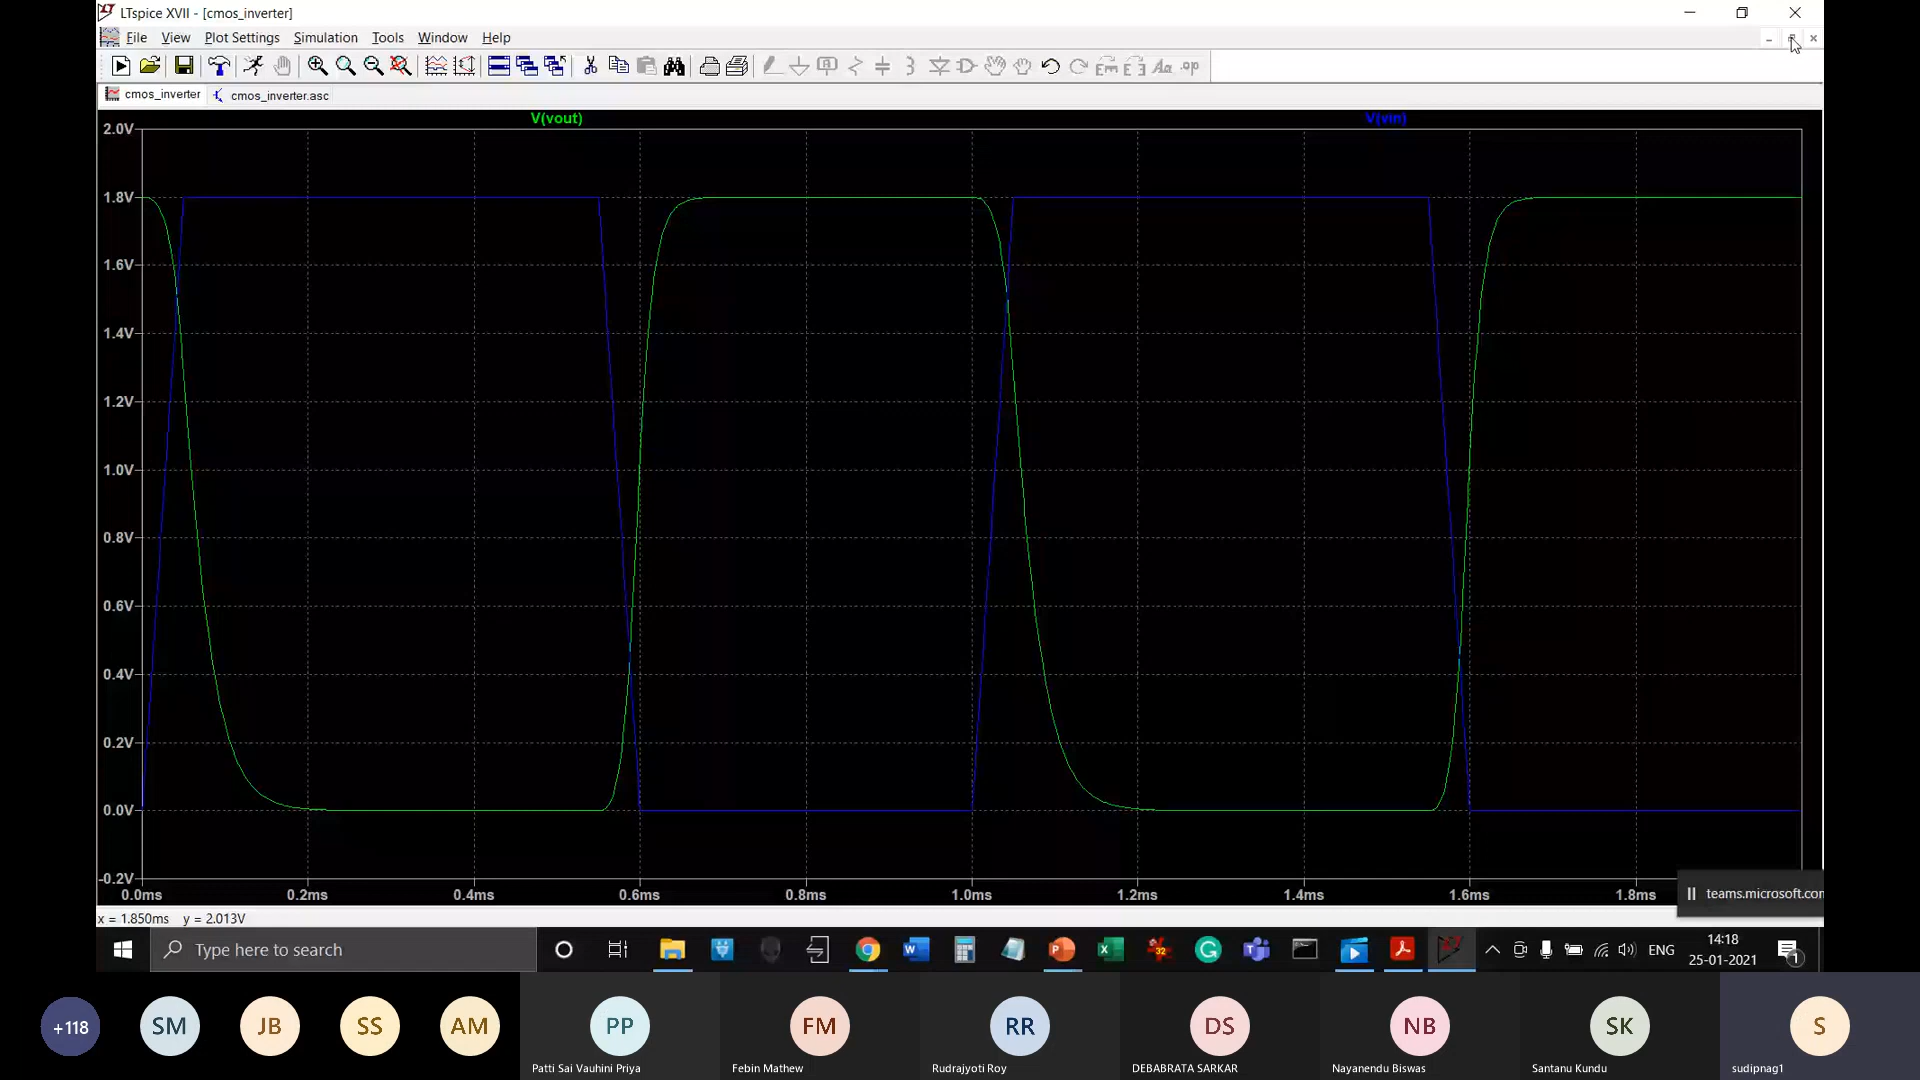 LTspice XVII - [cmos_inverter]
File View Plot Settings Simulation Tools Window Help
cmos_inverter cmos_inverter.asc
V(vout) V(vin)
2.0V
1.8V
1.6V
1.4V
1.2V
1.0V
0.8V
0.6V
0.4V
0.2V
0.0V
-0.2V
0.0ms 0.2ms 0.4ms 0.6ms 0.8ms 1.0ms 1.2ms 1.4ms 1.6ms 1.8ms
teams.microsoft.com
x = 1.850ms y = 2.013V
Type here to search
ENG
14:18
25-01-2021
1
+118 SM JB SS AM PP FM RR DS NB SK S
Patti Sai Vauhini Priya Febin Mathew Rudrajyoti Roy DEBABRATA SARKAR Nayanendu Biswas Santanu Kundu sudipnag1